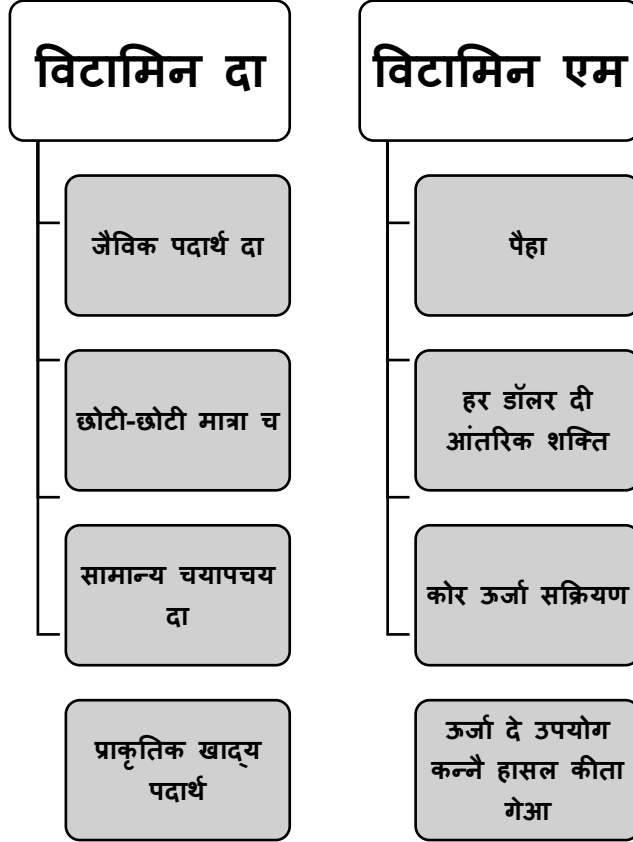 विटामिन दा
जैविक पदार्थ दा
छोटी-छोटी मात्रा च
सामान्य चयापचय
दा
प्राकृतिक खाद्य
पदार्थ
विटामिन एम
पैहा
हर डॉलर दी
आंतरिक शक्ति
कोर ऊर्जा सक्रियण
ऊर्जा दे उपयोग
कन्नै हासल कीता
गेआ